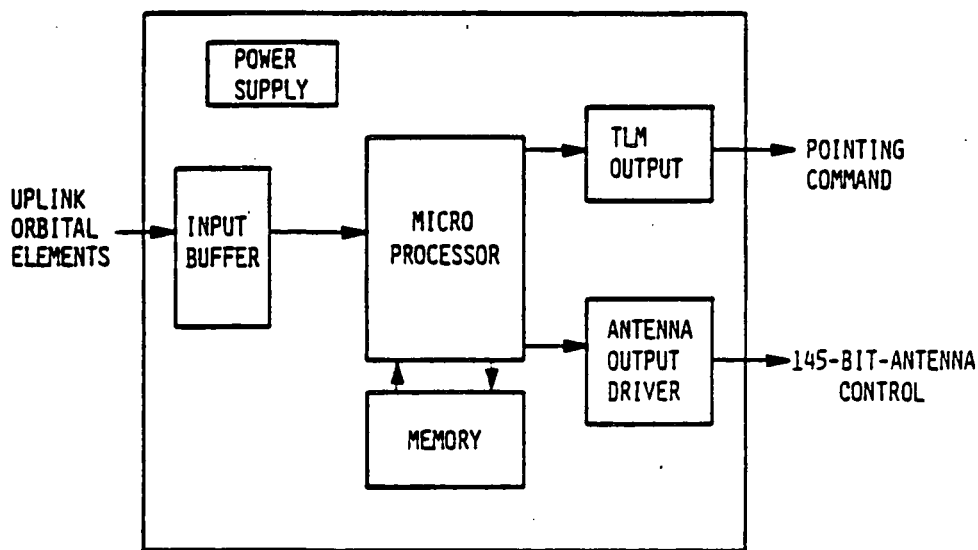 POWER
SUPPLY
UPLINK
ORBITAL
ELEMENTS
INPUT
BUFFER
MICRO
PROCESSOR
MEMORY
TLM
OUTPUT
POINTING
COMMAND
ANTENNA
OUTPUT
DRIVER
145-BIT-ANTENNA
CONTROL